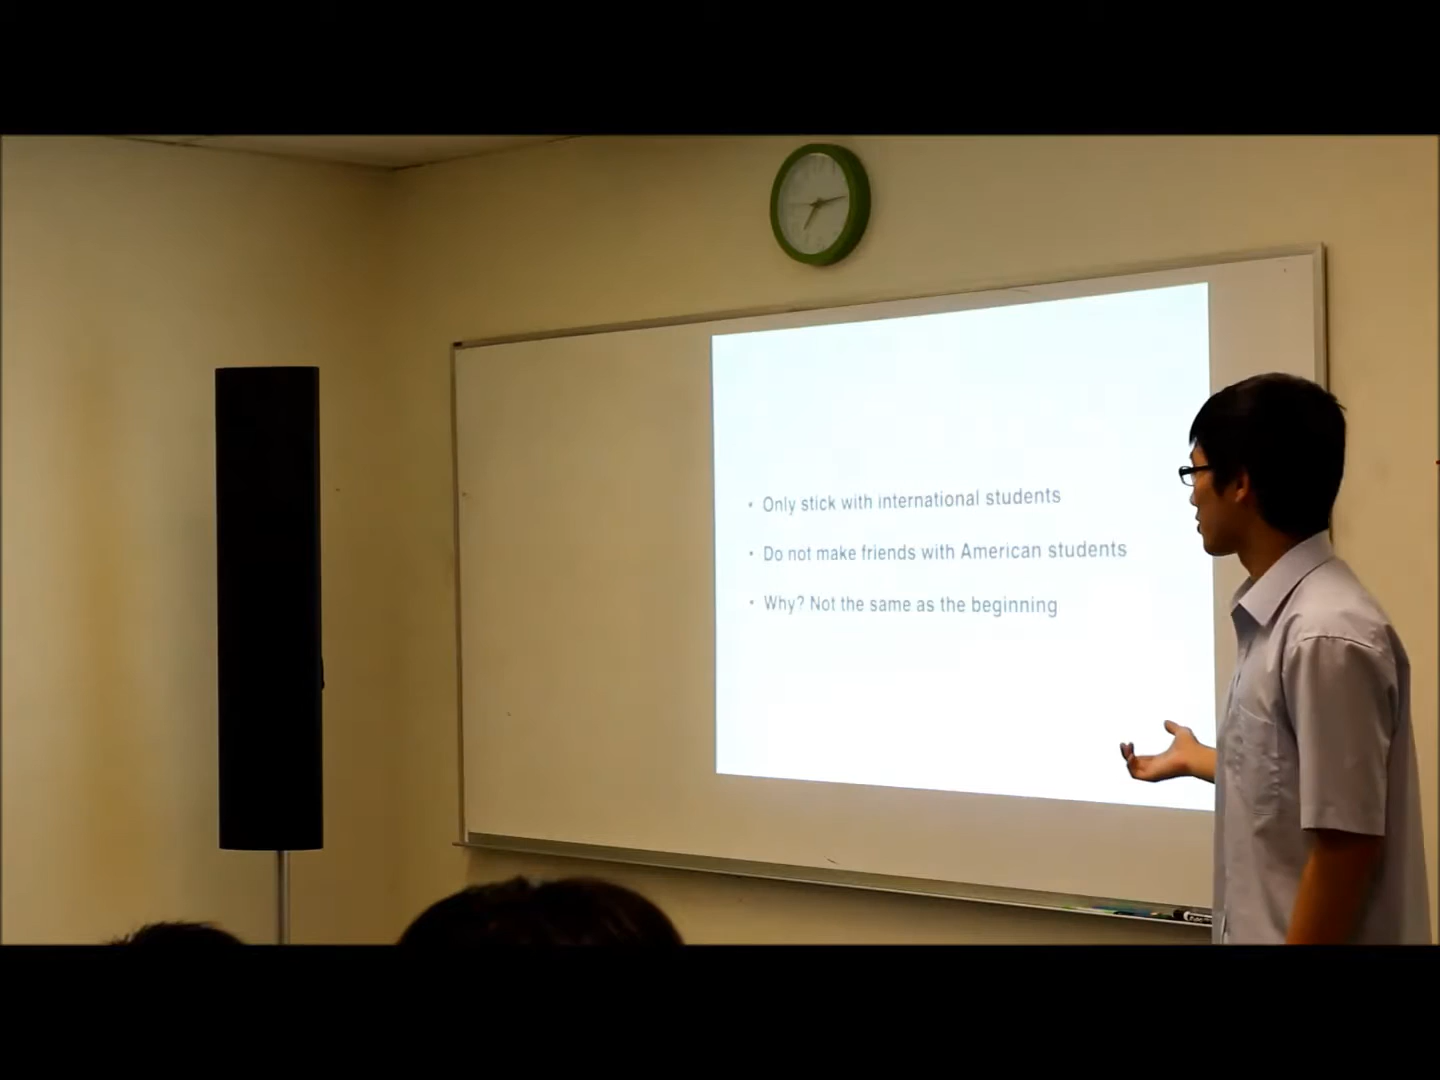 • Only stick with international students
• Do not make friends with American students
• Why? Not the same as the beginning